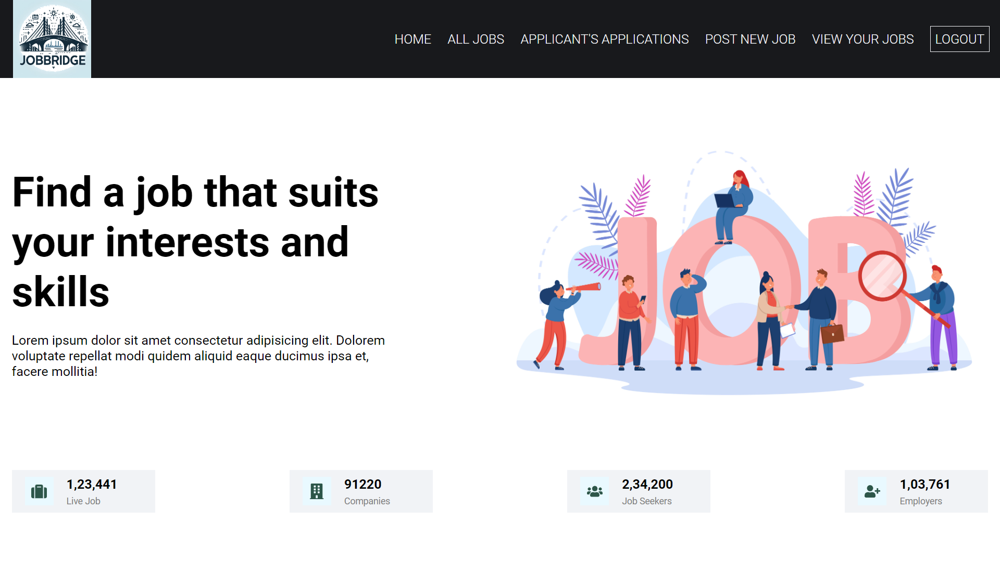 JOBBRIDGE
HOME ALL JOBS APPLICANT'S APPLICATIONS POST NEW JOB VIEW YOUR JOBS LOGOUT
Find a job that suits
your interests and
skills
Lorem ipsum dolor sit amet consectetur adipisicing elit. Dolorem
voluptate repellat modi quidem aliquid eaque ducimus ipsa et,
facere mollitia!
JOB
1,23,441
Live Job
91220
Companies
2,34,200
Job Seekers
1,03,761
Employers